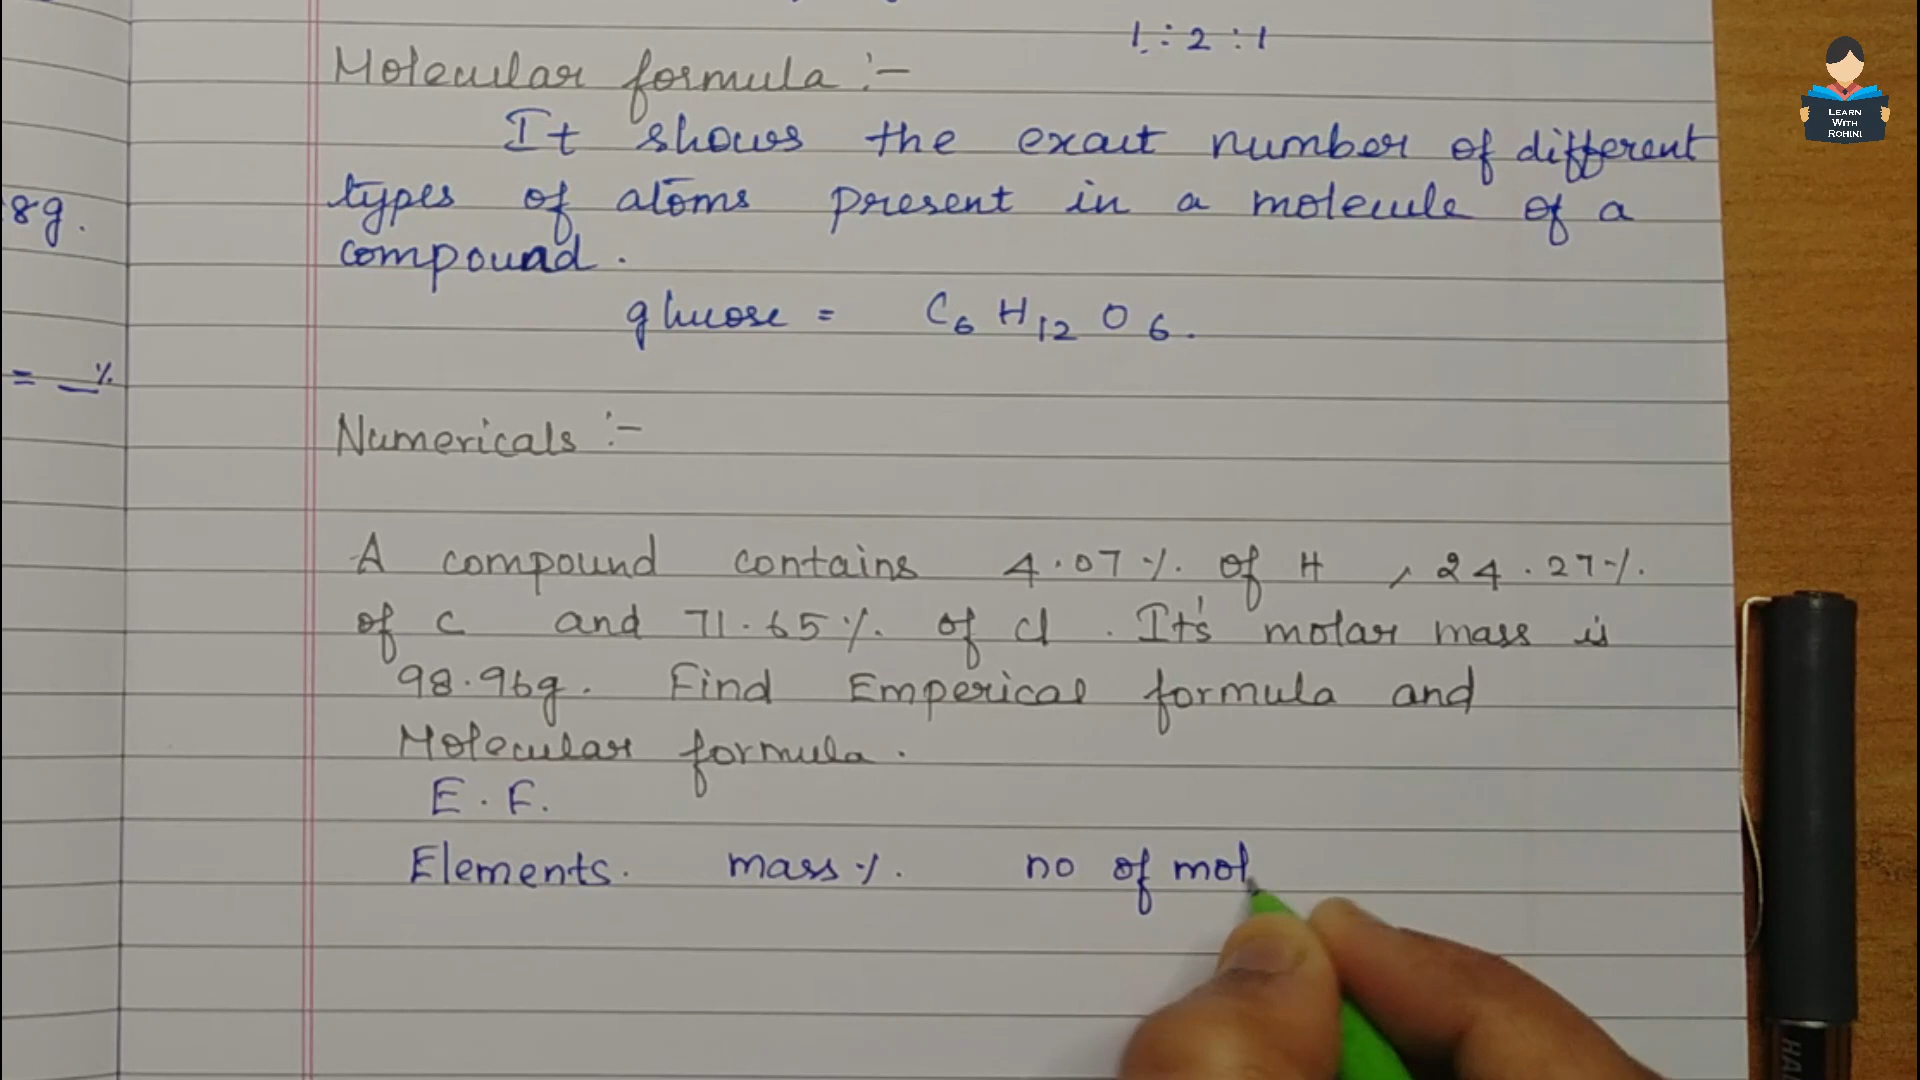 1 : 2 : 1
Molecular formula :-
It shows the exact number of different
types of atoms present in a molecule of a
compound.
glucose = C6 H12 O6.
8g.
= _%
Numericals :-
A compound contains 4.07% of H , 24.27%
of C and 71.65% of Cl . It's molar mass is
98.96g. Find Emperical formula and
Molecular formula.
E. F.
Elements. mass %. no of mol
LEARN
WITH
ROHINI
HA